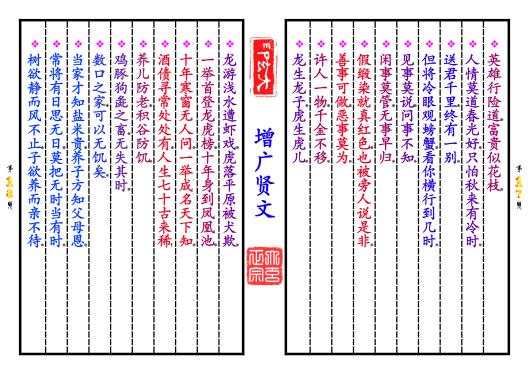 英雄行险道富贵似花枝。
人情莫道春光好只怕秋来有冷时。
送君千里终有一别。
但将冷眼观螃蟹看你横行到几时。
见事莫说问事不知。
闲事莫管无事早归。
假缎染就真红色也被旁人说是非。
善事可做恶事莫为。
许人一物千金不移。
龙生龙子虎生虎儿。
增广贤文
龙游浅水遭虾戏虎落平原被犬欺。
一举首登龙虎榜十年身到凤凰池。
十年寒窗无人问一举成名天下知。
酒债寻常处处有人生七十古来稀。
养儿防老积谷防饥。
鸡豚狗彘之畜无失其时。
数口之家可以无饥矣。
当家才知盐米贵养子方知父母恩。
常将有日思无日莫把无时当有时。
树欲静而风不止子欲养而亲不待。
第17
第18